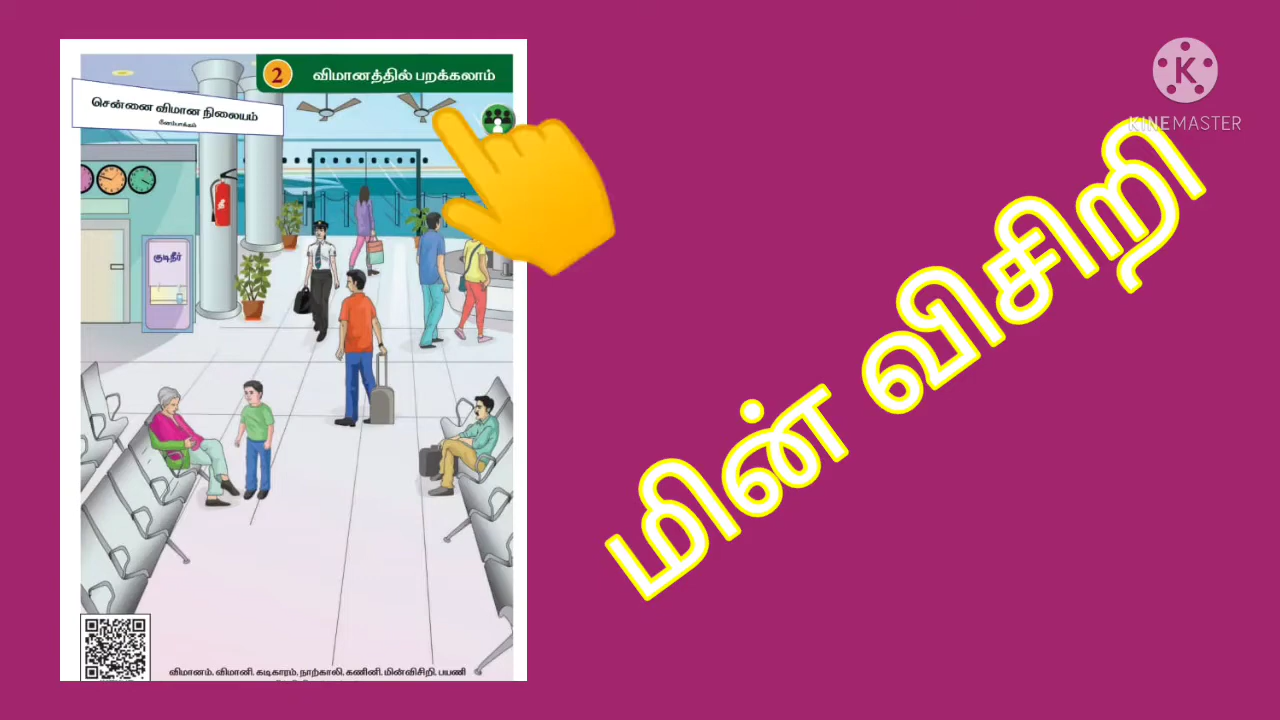 2 விமானத்தில் பறக்கலாம்
சென்னை விமான நிலையம்
குடிநீர்
விமானம், விமானி, கடிகாரம், நாற்காலி, கணினி, மின்விசிறி, பயணி
மின் விசிறி
K
KINEMASTER